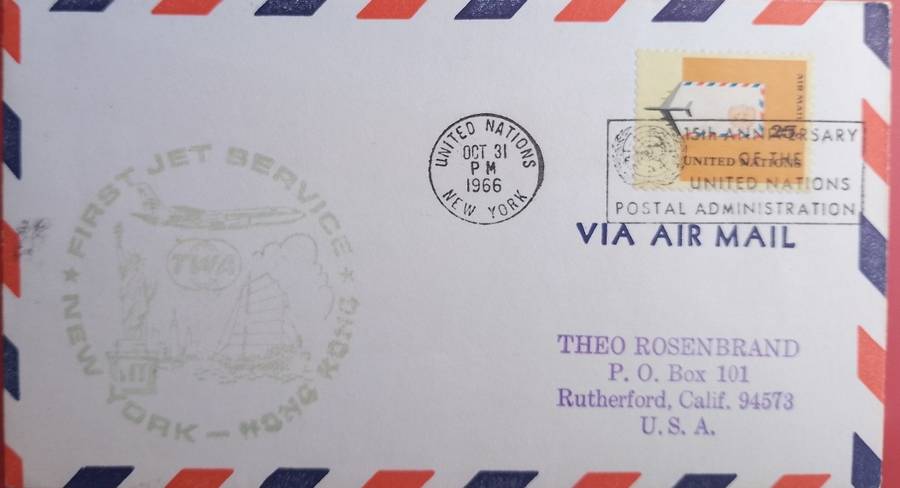 ★ FIRST JET SERVICE ★
TWA
NEW YORK – HONG KONG
UNITED NATIONS
OCT 31
PM
1966
NEW YORK
AIR MAIL
25
UNITED NATIONS
15th ANNIVERSARY
OF THE
UNITED NATIONS
POSTAL ADMINISTRATION
VIA AIR MAIL
THEO ROSENBRAND
P. O. Box 101
Rutherford, Calif. 94573
U. S. A.